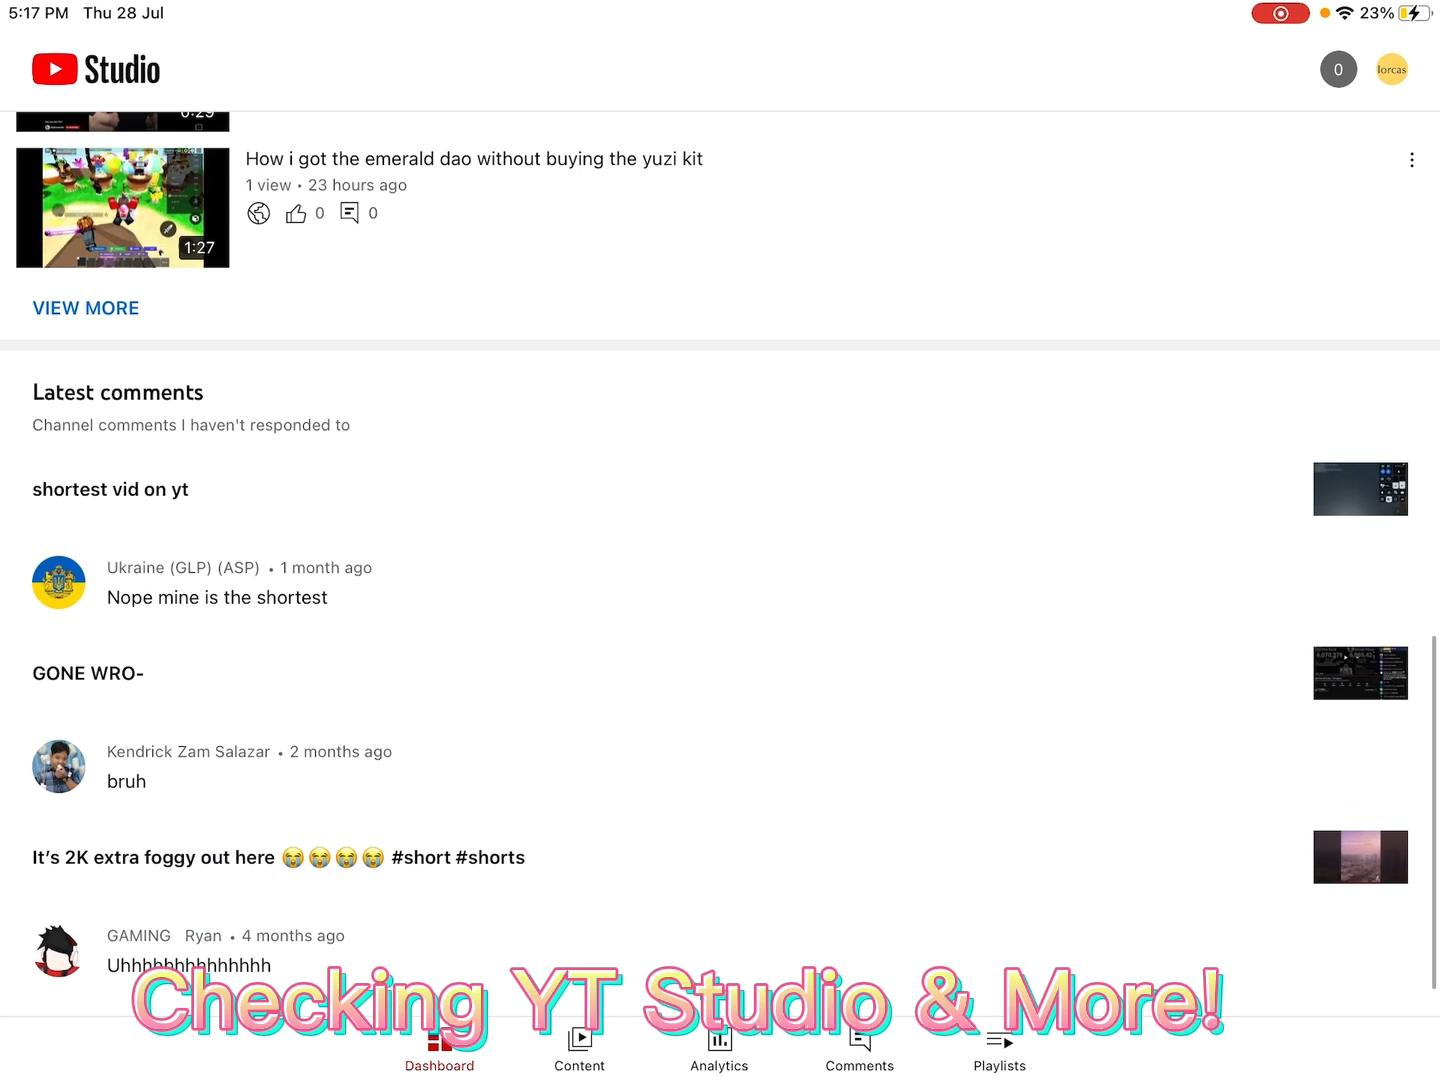 5:17 PM Thu 28 Jul
23%
Studio
0
lorcas
0:29
How i got the emerald dao without buying the yuzi kit
1 view • 23 hours ago
0 0
1:27
VIEW MORE
Latest comments
Channel comments I haven't responded to
shortest vid on yt
Ukraine (GLP) (ASP) • 1 month ago
Nope mine is the shortest
GONE WRO-
Kendrick Zam Salazar • 2 months ago
bruh
It’s 2K extra foggy out here 😭😭😭😭 #short #shorts
GAMING Ryan • 4 months ago
Uhhhhhhhhhhhhhh
Checking YT Studio & More!
Dashboard Content Analytics Comments Playlists